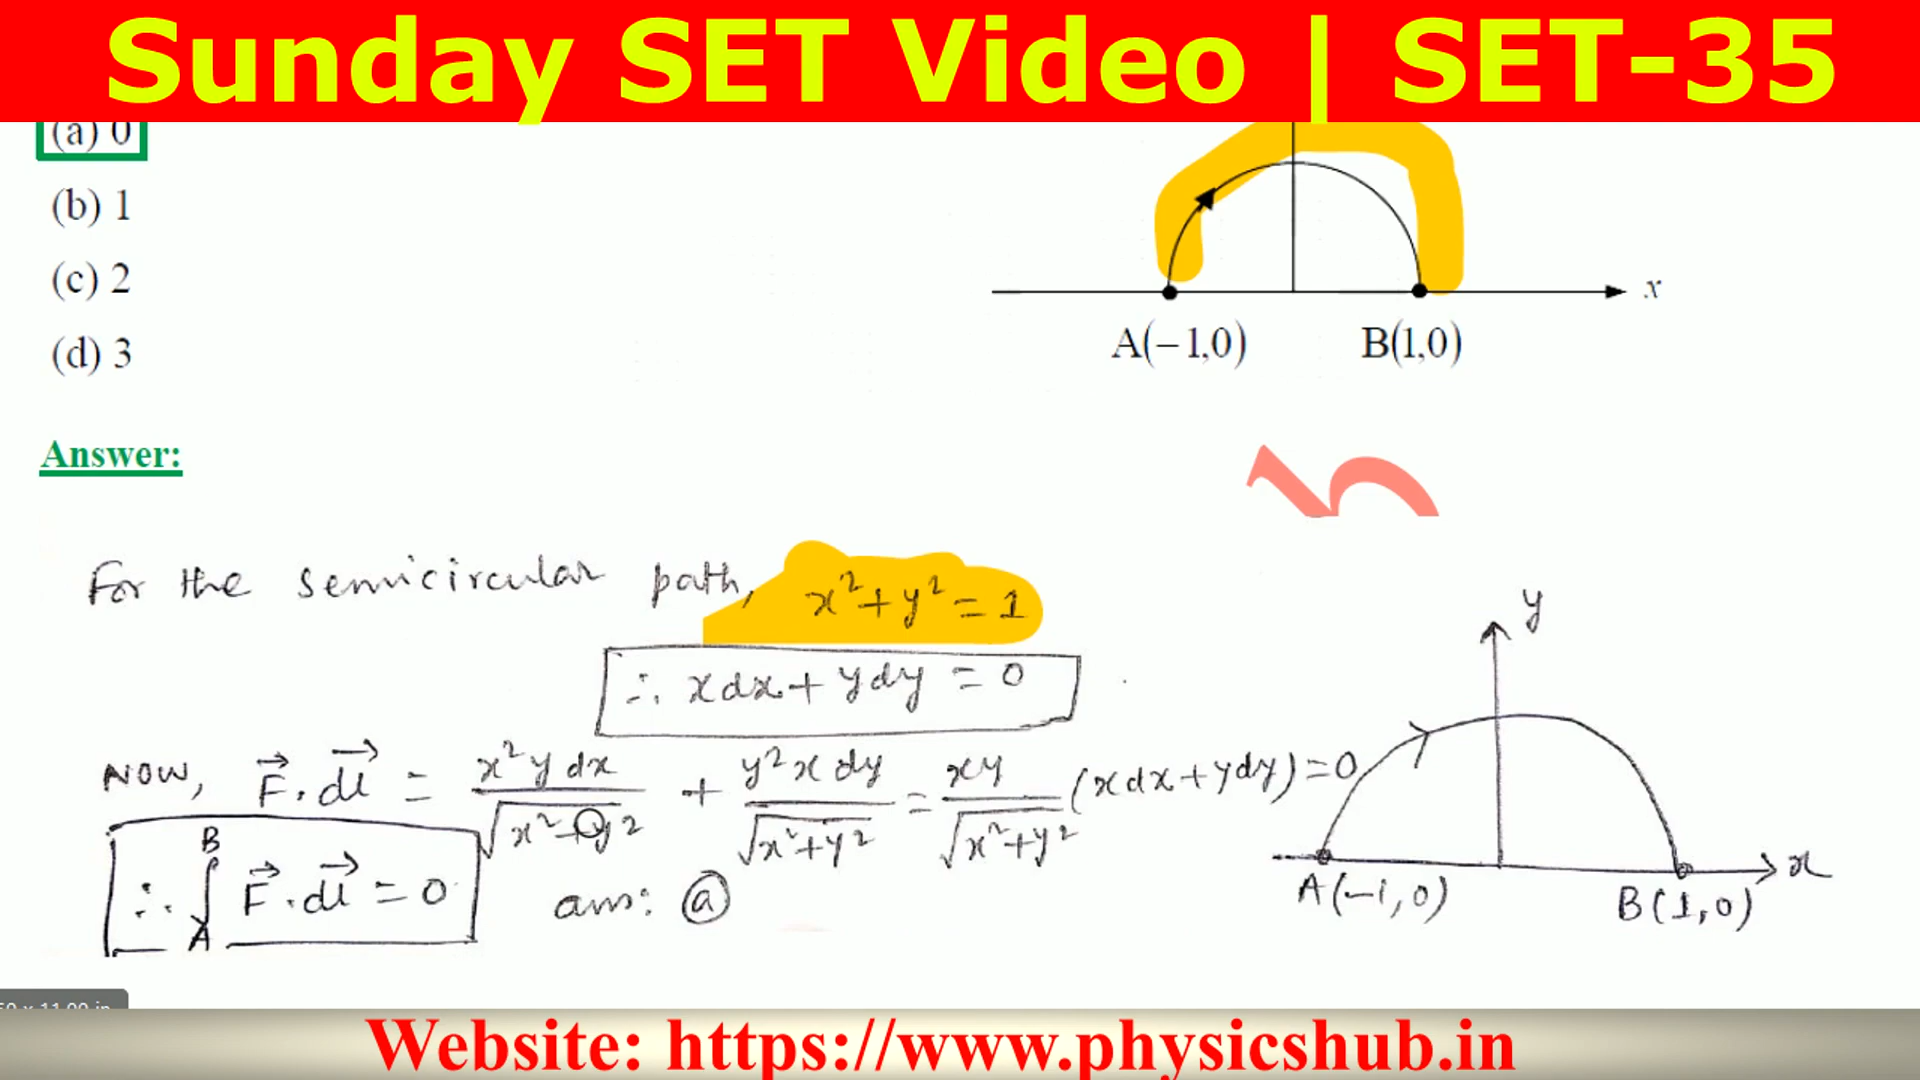 Sunday SET Video | SET-35
(a) 0
(b) 1
(c) 2
(d) 3
x
A(−1,0)
B(1,0)
Answer:
For the semicircular path, x²+y²=1
∴ xdx+ydy = 0
y
Now, F⃗.dl⃗ = x²y dx/√(x²+y²) + y²x dy/√(x²+y²) = xy/√(x²+y²) (xdx+ydy)=0
∴ ∫_A^B F⃗.dl⃗ = 0
ans: ⓐ
x
A(-1,0)
B(1,0)
Website: https://www.physicshub.in